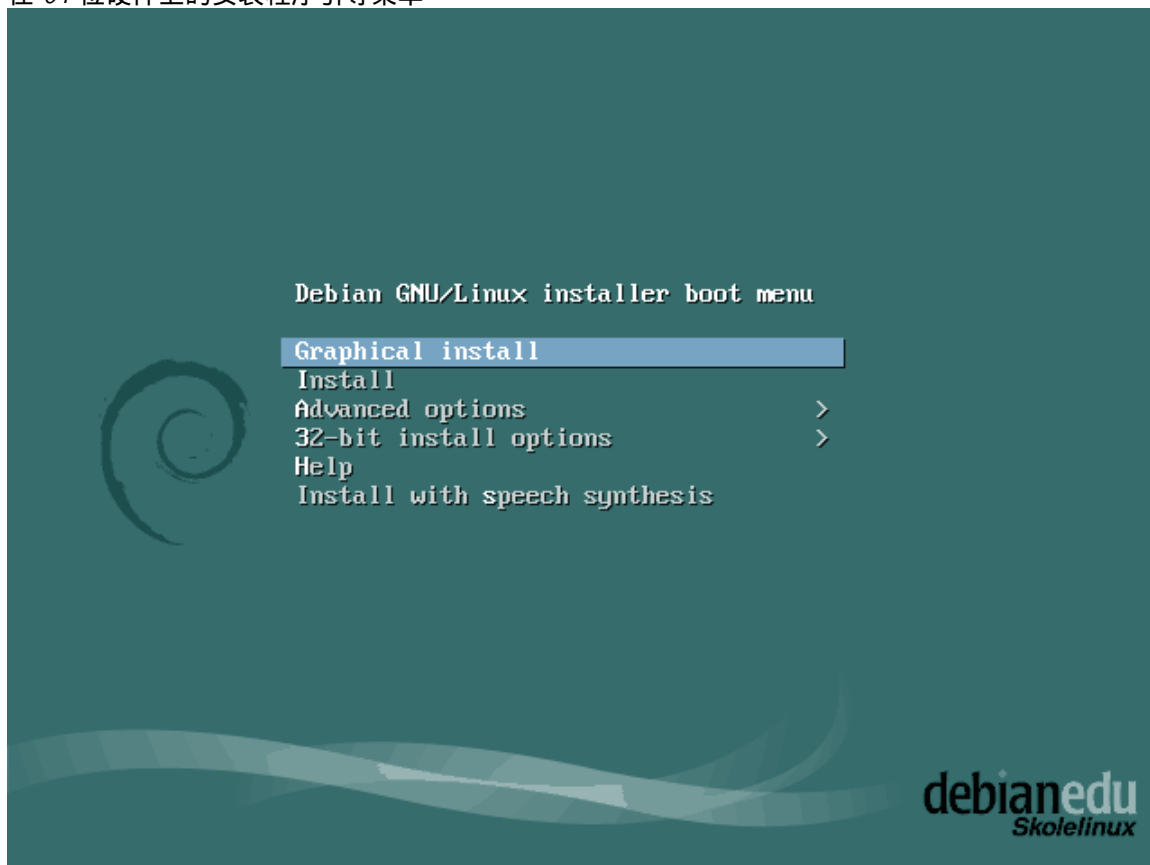 Debian GNU/Linux installer boot menu
Graphical install
Install
Advanced options >
32-bit install options >
Help
Install with speech synthesis
debianedu
Skolelinux